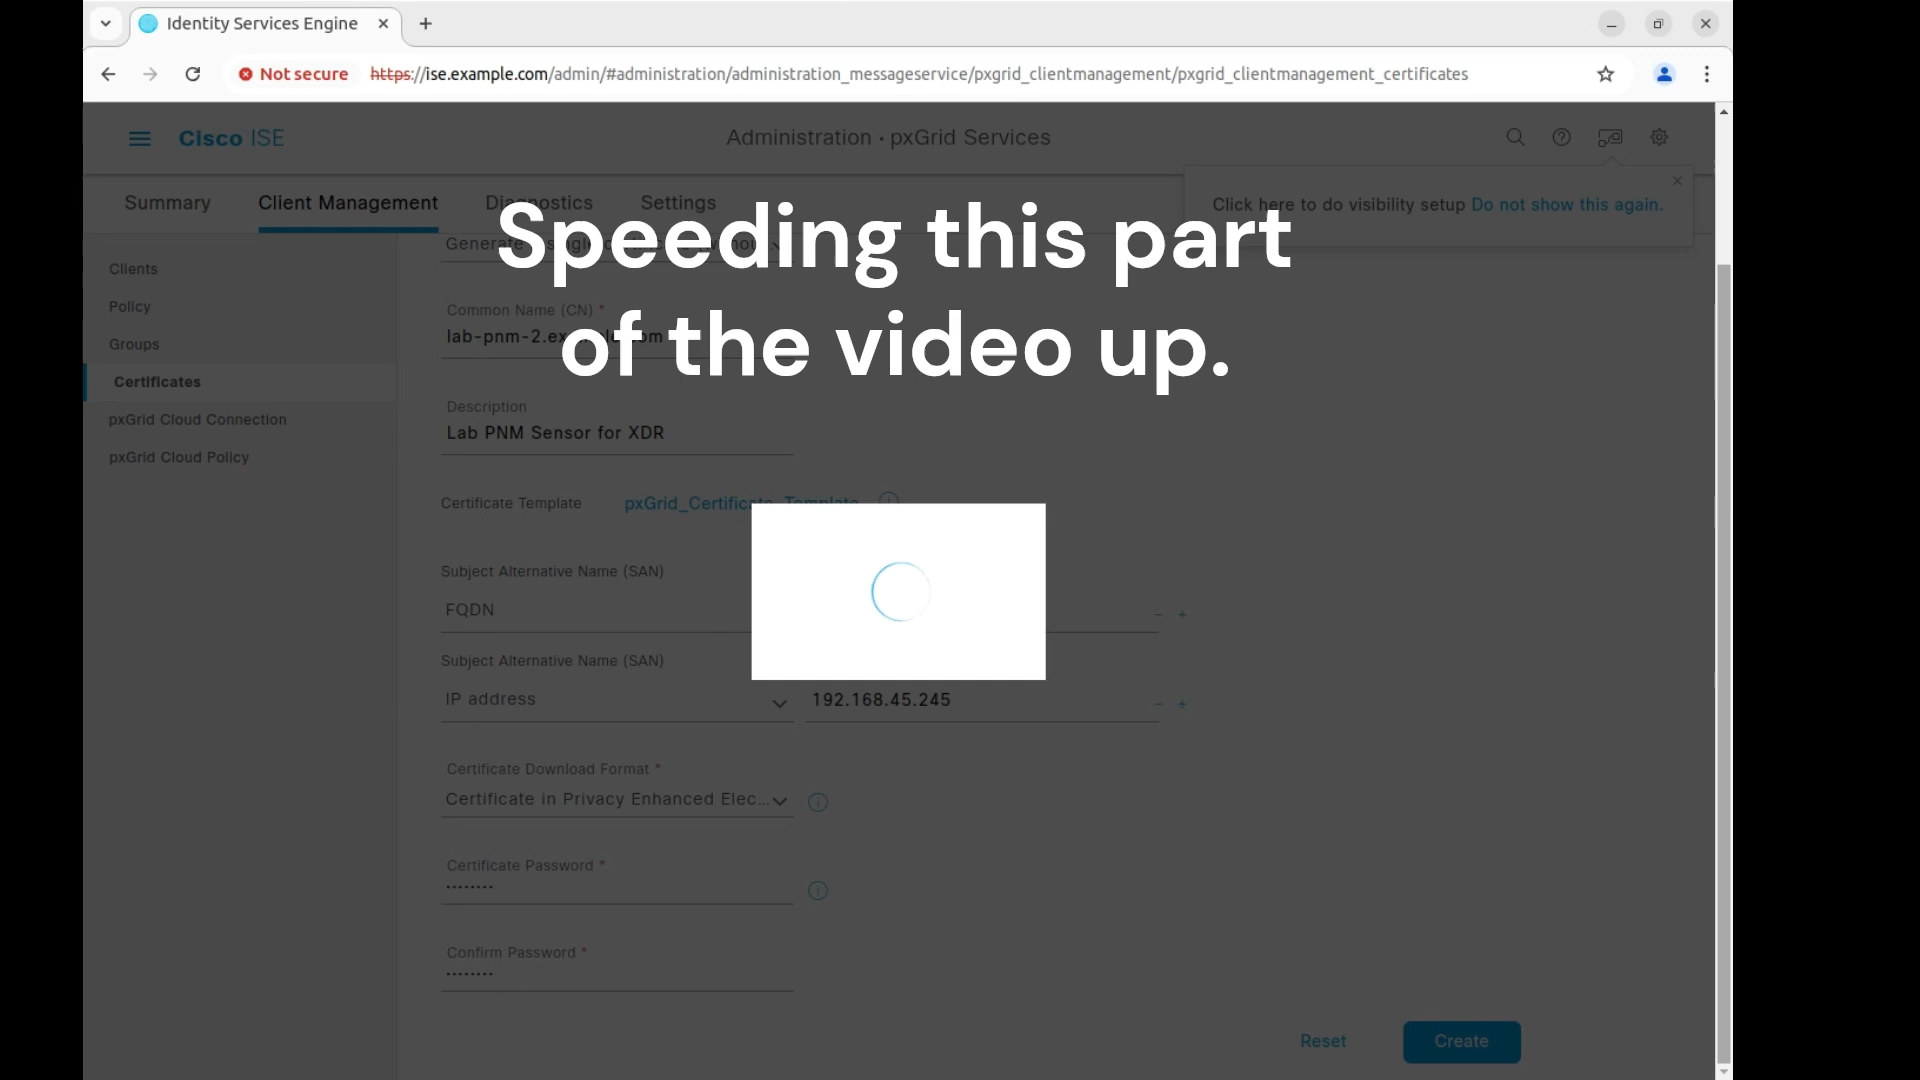 Identity Services Engine
Not secure https://ise.example.com/admin/#administration/administration_messageservice/pxgrid_clientmanagement/pxgrid_clientmanagement_certificates
Cisco ISE
Administration • pxGrid Services
Click here to do visibility setup Do not show this again.
Summary Client Management Diagnostics Settings
Speeding this part
of the video up.
Clients
Policy
Groups
Certificates
pxGrid Cloud Connection
pxGrid Cloud Policy
Generate
Common Name (CN) *
Description
Lab PNM Sensor for XDR
Certificate Template pxGrid_Certificate_Template
Subject Alternative Name (SAN)
FQDN
Subject Alternative Name (SAN)
IP address 192.168.45.245
Certificate Download Format *
Certificate in Privacy Enhanced Elec...
Certificate Password *
••••••••
Confirm Password *
••••••••
Reset Create